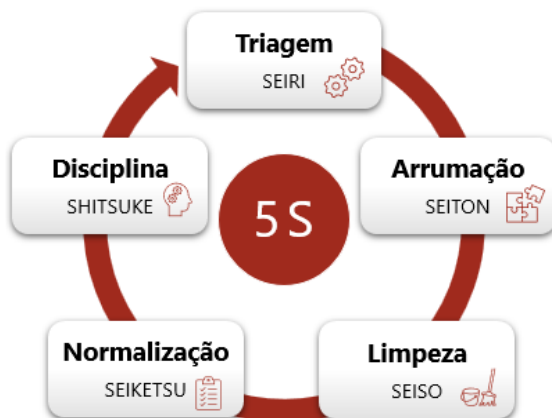 Triagem
SEIRI
Arrumação
SEITON
Limpeza
SEISO
Normalização
SEIKETSU
Disciplina
SHITSUKE
5 S